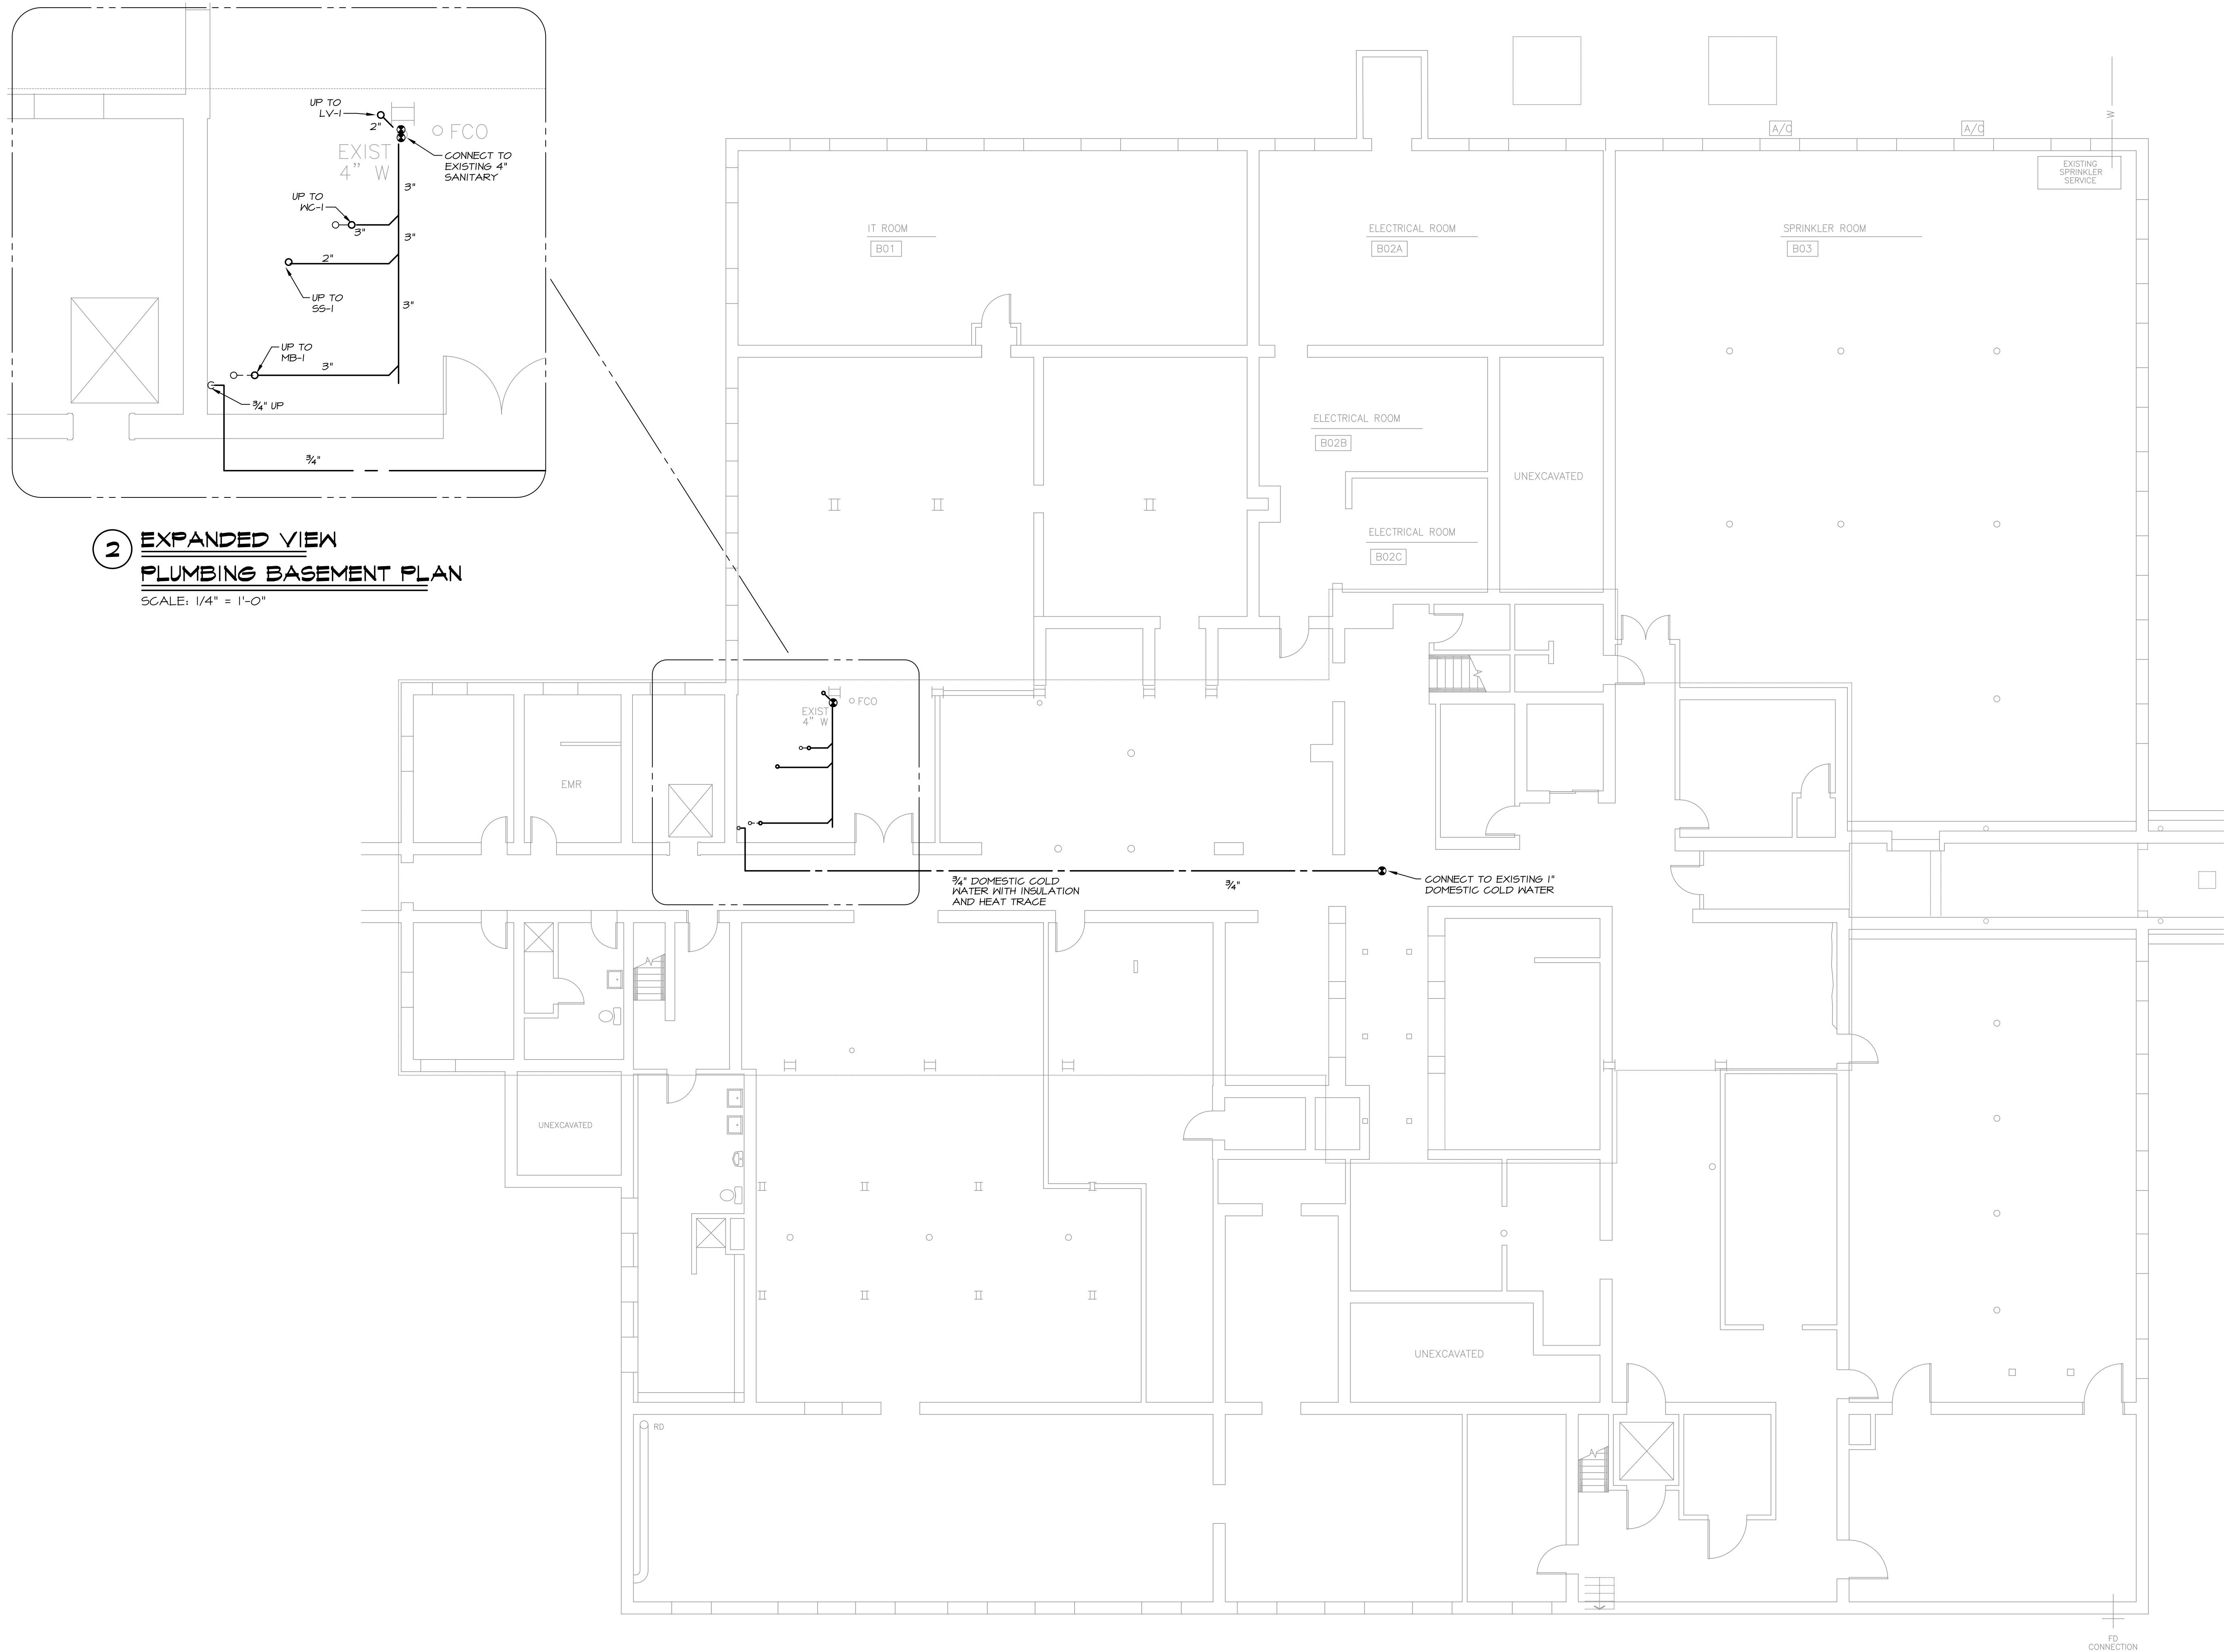 UP TO
LV-1
2"
FCO
EXIST
4" W
CONNECT TO
EXISTING 4"
SANITARY
3"
UP TO
WC-1
3"
3"
2"
UP TO
SS-1
3"
UP TO
MB-1
3"
3/4" UP
3/4"
2
EXPANDED VIEW
PLUMBING BASEMENT PLAN
SCALE: 1/4" = 1'-0"
A/C
A/C
W
EXISTING
SPRINKLER
SERVICE
IT ROOM
B01
ELECTRICAL ROOM
B02A
SPRINKLER ROOM
B03
ELECTRICAL ROOM
B02B
UNEXCAVATED
ELECTRICAL ROOM
B02C
EXIST
4" W
FCO
EMR
3/4" DOMESTIC COLD
WATER WITH INSULATION
AND HEAT TRACE
3/4"
CONNECT TO EXISTING 1"
DOMESTIC COLD WATER
UNEXCAVATED
UNEXCAVATED
RD
FD
CONNECTION